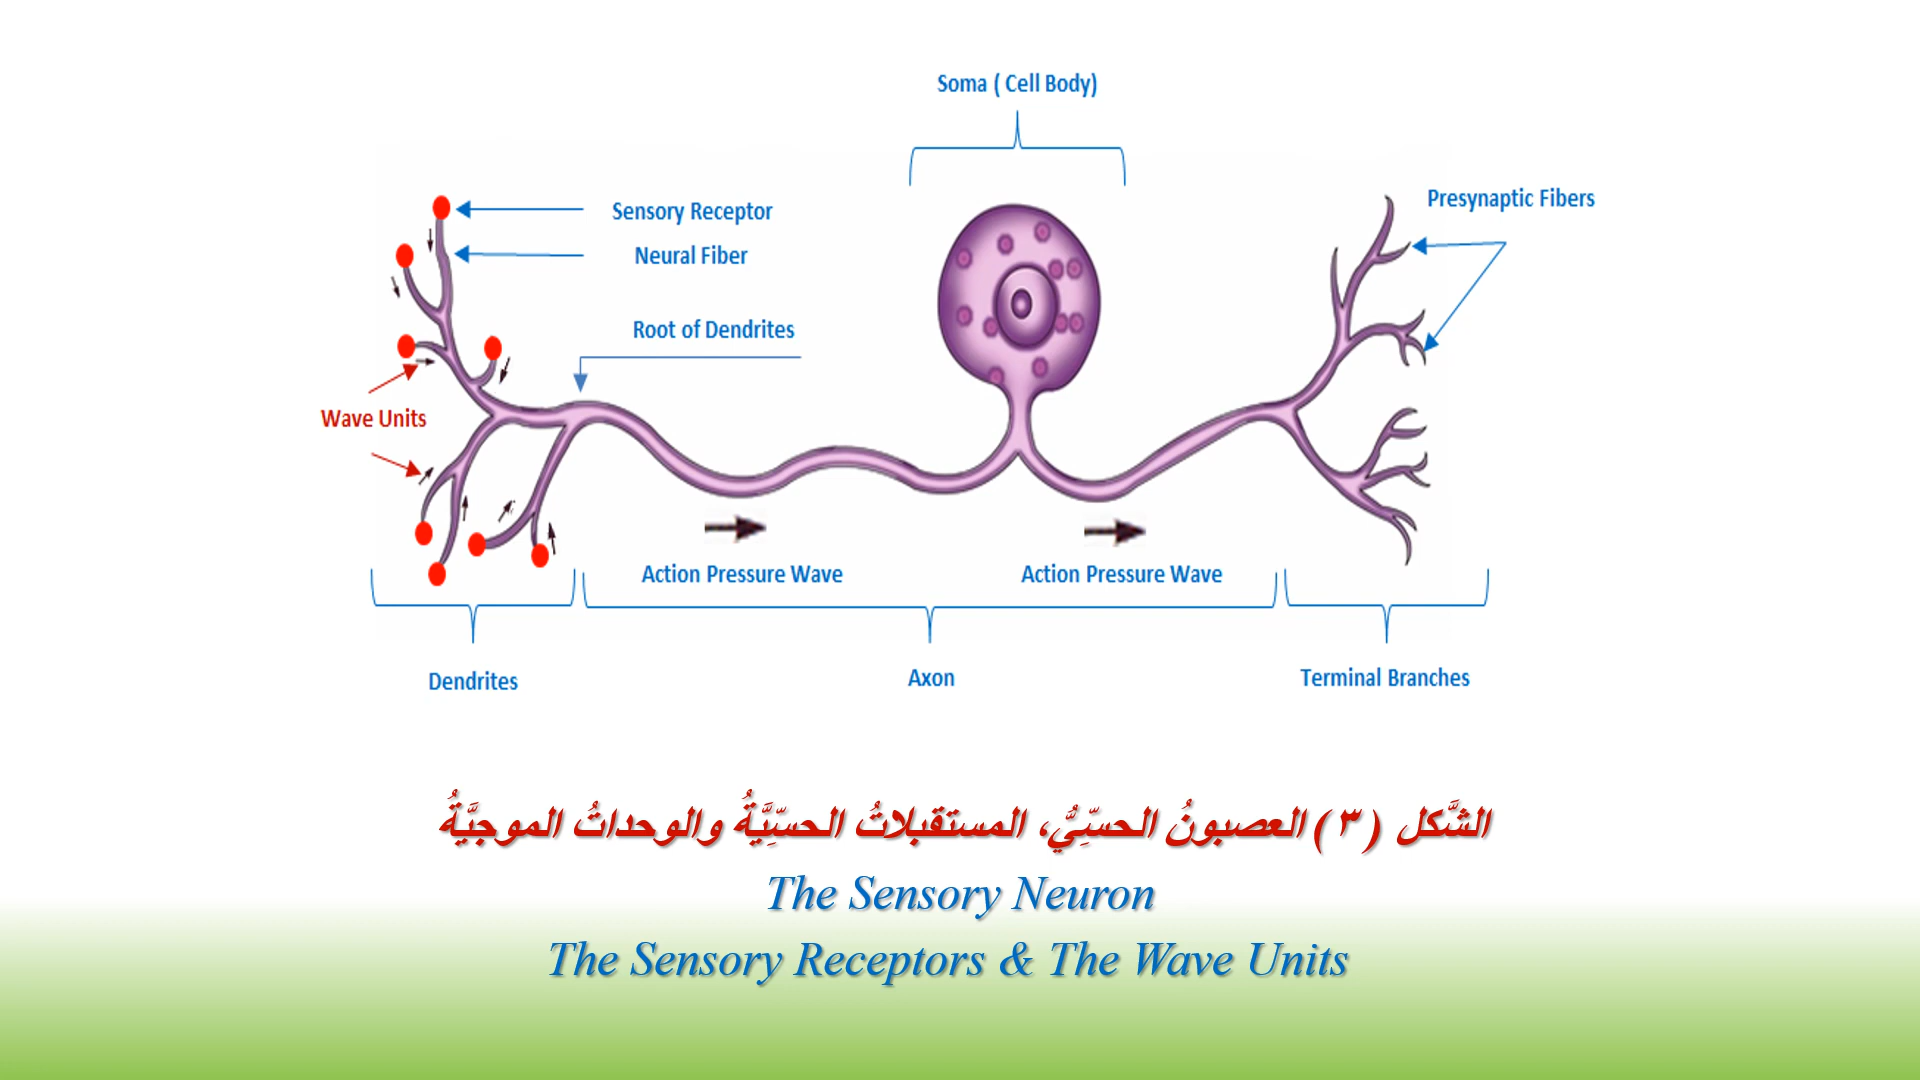 Soma ( Cell Body)
Presynaptic Fibers
Sensory Receptor
Neural Fiber
Root of Dendrites
Wave Units
Action Pressure Wave
Action Pressure Wave
Dendrites
Axon
Terminal Branches
الشَّكل (٣) العصبونُ الحسّيُِّ، المستقبلاتُ الحسّيَِّةُ والوحداتُ الموجيَّةُ
The Sensory Neuron
The Sensory Receptors & The Wave Units